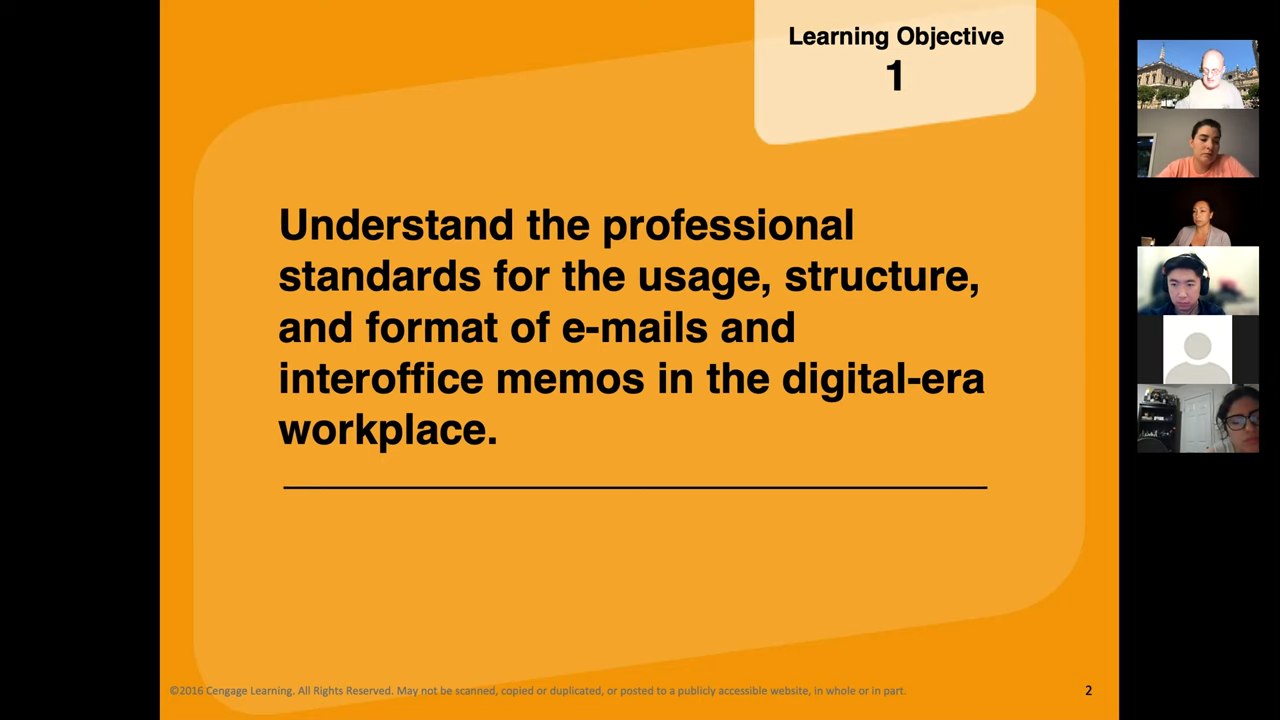 Learning Objective
1
Understand the professional
standards for the usage, structure,
and format of e-mails and
interoffice memos in the digital-era
workplace.
©2016 Cengage Learning. All Rights Reserved. May not be scanned, copied or duplicated, or posted to a publicly accessible website, in whole or in part.
2